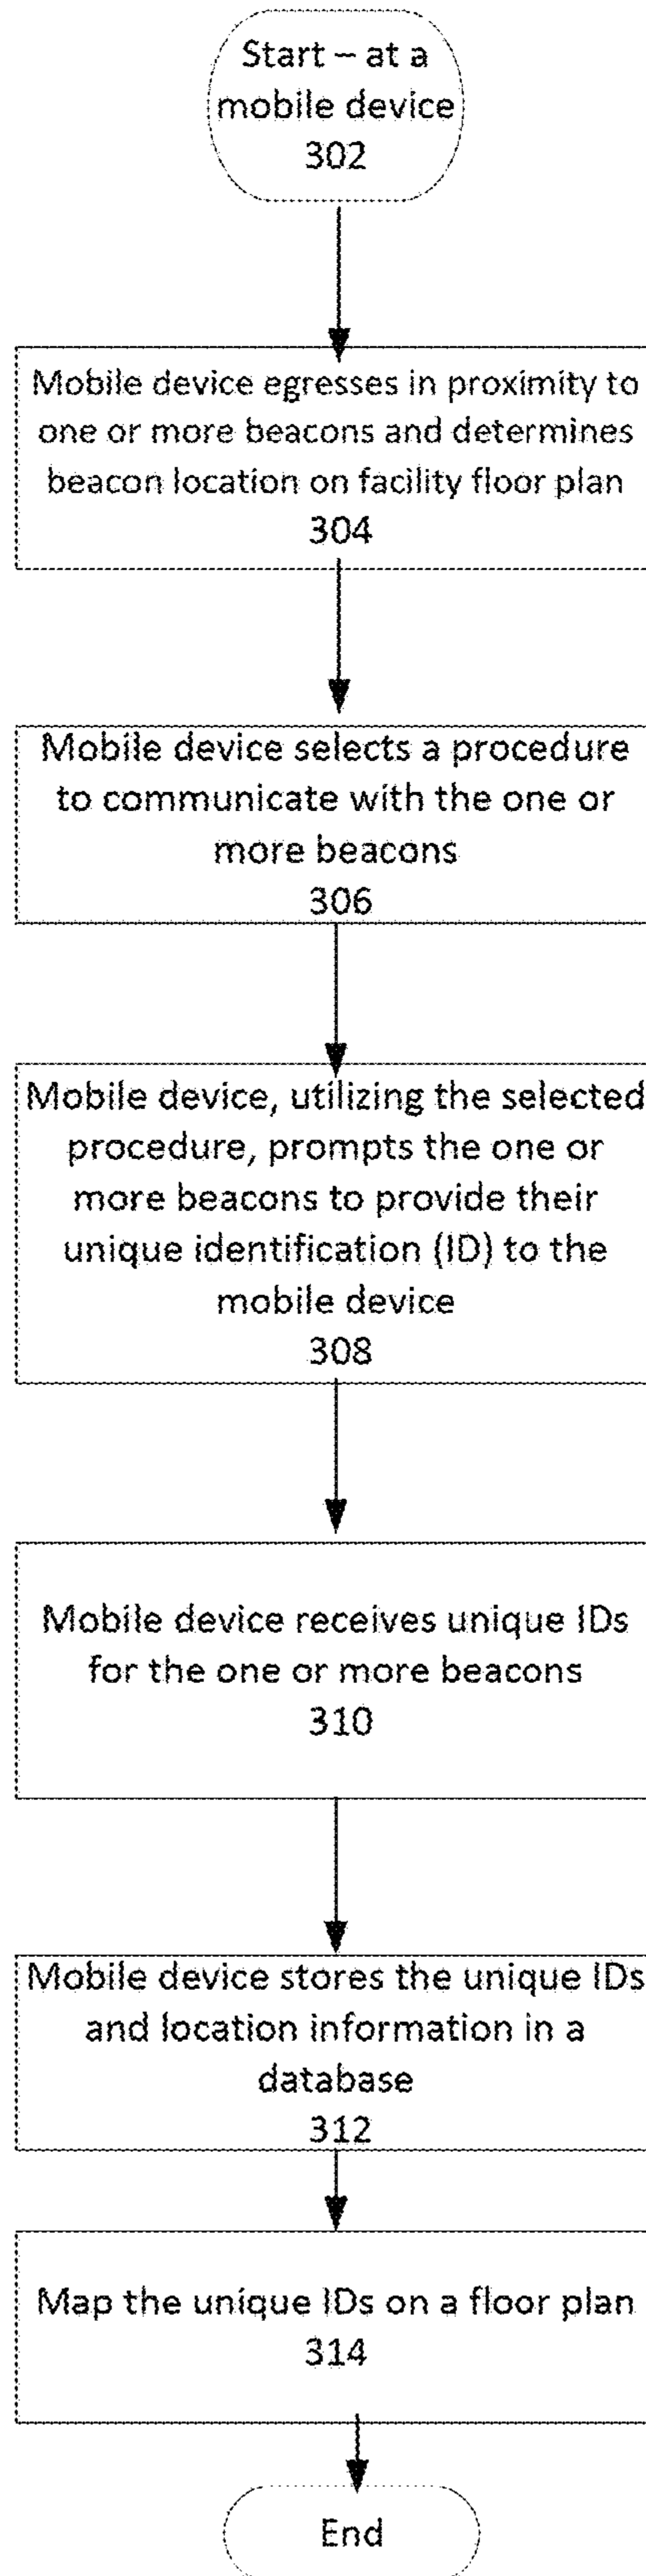 Start – at a
mobile device
302
Mobile device egresses in proximity to
one or more beacons and determines
beacon location on facility floor plan
304
Mobile device selects a procedure
to communicate with the one or
more beacons
306
Mobile device, utilizing the selected
procedure, prompts the one or
more beacons to provide their
unique identification (ID) to the
mobile device
308
Mobile device receives unique IDs
for the one or more beacons
310
Mobile device stores the unique IDs
and location information in a
database
312
Map the unique IDs on a floor plan
314
End